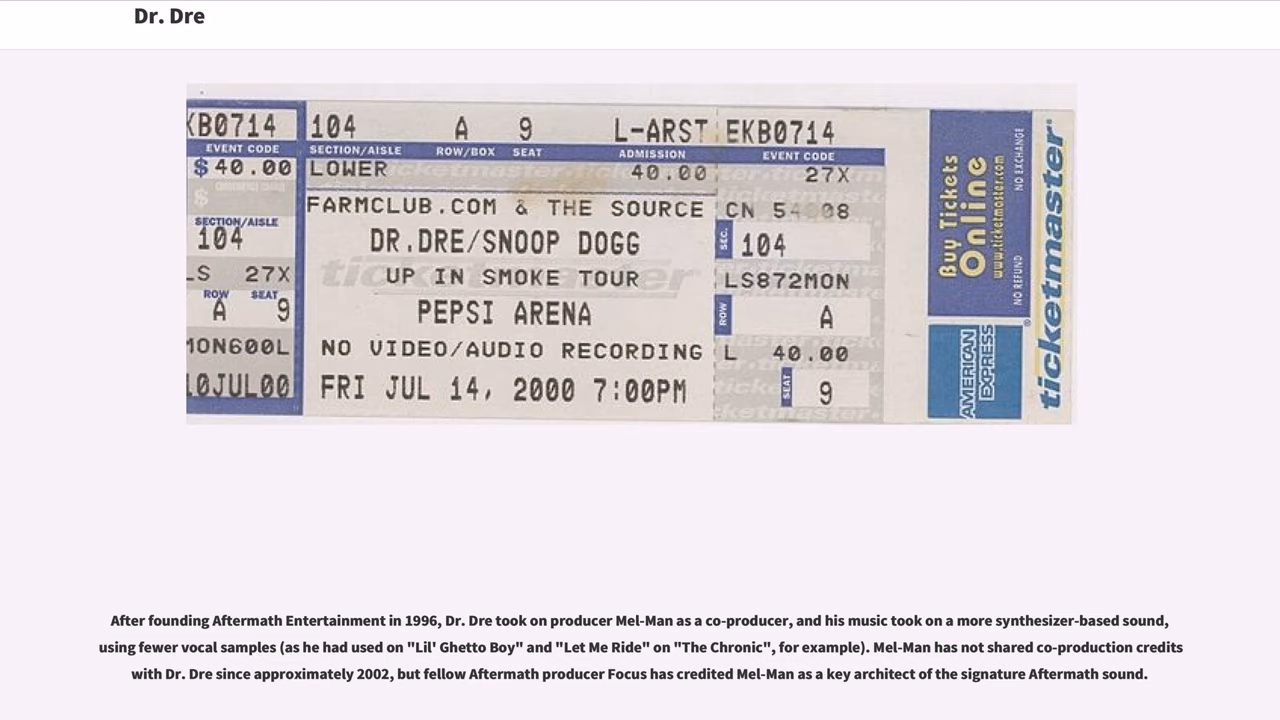 Dr. Dre
KB0714 104 A 9 L-ARST EKB0714
EVENT CODE SECTION/AISLE ROW/BOX SEAT ADMISSION EVENT CODE
$ 40.00 LOWER 40.00 27X
$
FARMCLUB.COM & THE SOURCE CN
SECTION/AISLE
104 DR.DRE/SNOOP DOGG SEC. 104
LS 27X UP IN SMOKE TOUR LS872MON
ROW SEAT
A 9 PEPSI ARENA ROW A
MON600L NO VIDEO/AUDIO RECORDING L 40.00
10JUL00 FRI JUL 14, 2000 7:00PM SEAT 9
Buy Tickets
Online
www.ticketmaster.com
NO REFUND NO EXCHANGE
AMERICAN
EXPRESS
ticketmaster®
After founding Aftermath Entertainment in 1996, Dr. Dre took on producer Mel-Man as a co-producer, and his music took on a more synthesizer-based sound,
using fewer vocal samples (as he had used on "Lil' Ghetto Boy" and "Let Me Ride" on "The Chronic", for example). Mel-Man has not shared co-production credits
with Dr. Dre since approximately 2002, but fellow Aftermath producer Focus has credited Mel-Man as a key architect of the signature Aftermath sound.